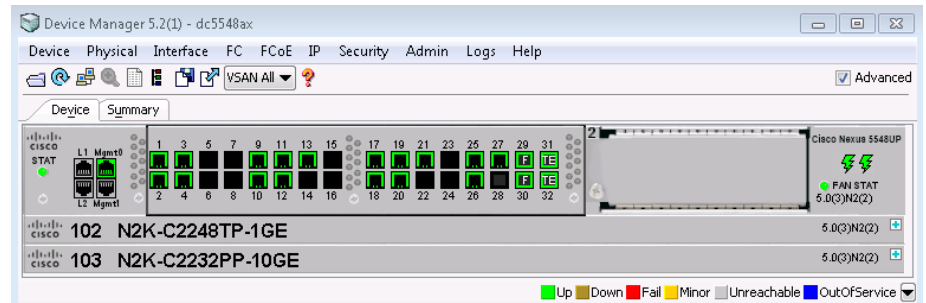 Device Manager 5.2(1) - dc5548ax
Device Physical Interface FC FCoE IP Security Admin Logs Help
VSAN All Advanced
Device Summary
CISCO L1 Mgmt0 1 3 5 7 9 11 13 15 17 19 21 23 25 27 29 31 2 Cisco Nexus 5548UP
STAT F TE
F TE FAN STAT
L2 Mgmt1 2 4 6 8 10 12 14 16 18 20 22 24 26 28 30 32 5.0(3)N2(2)
CISCO 102 N2K-C2248TP-1GE 5.0(3)N2(2)
CISCO 103 N2K-C2232PP-10GE 5.0(3)N2(2)
Up Down Fail Minor Unreachable OutOfService